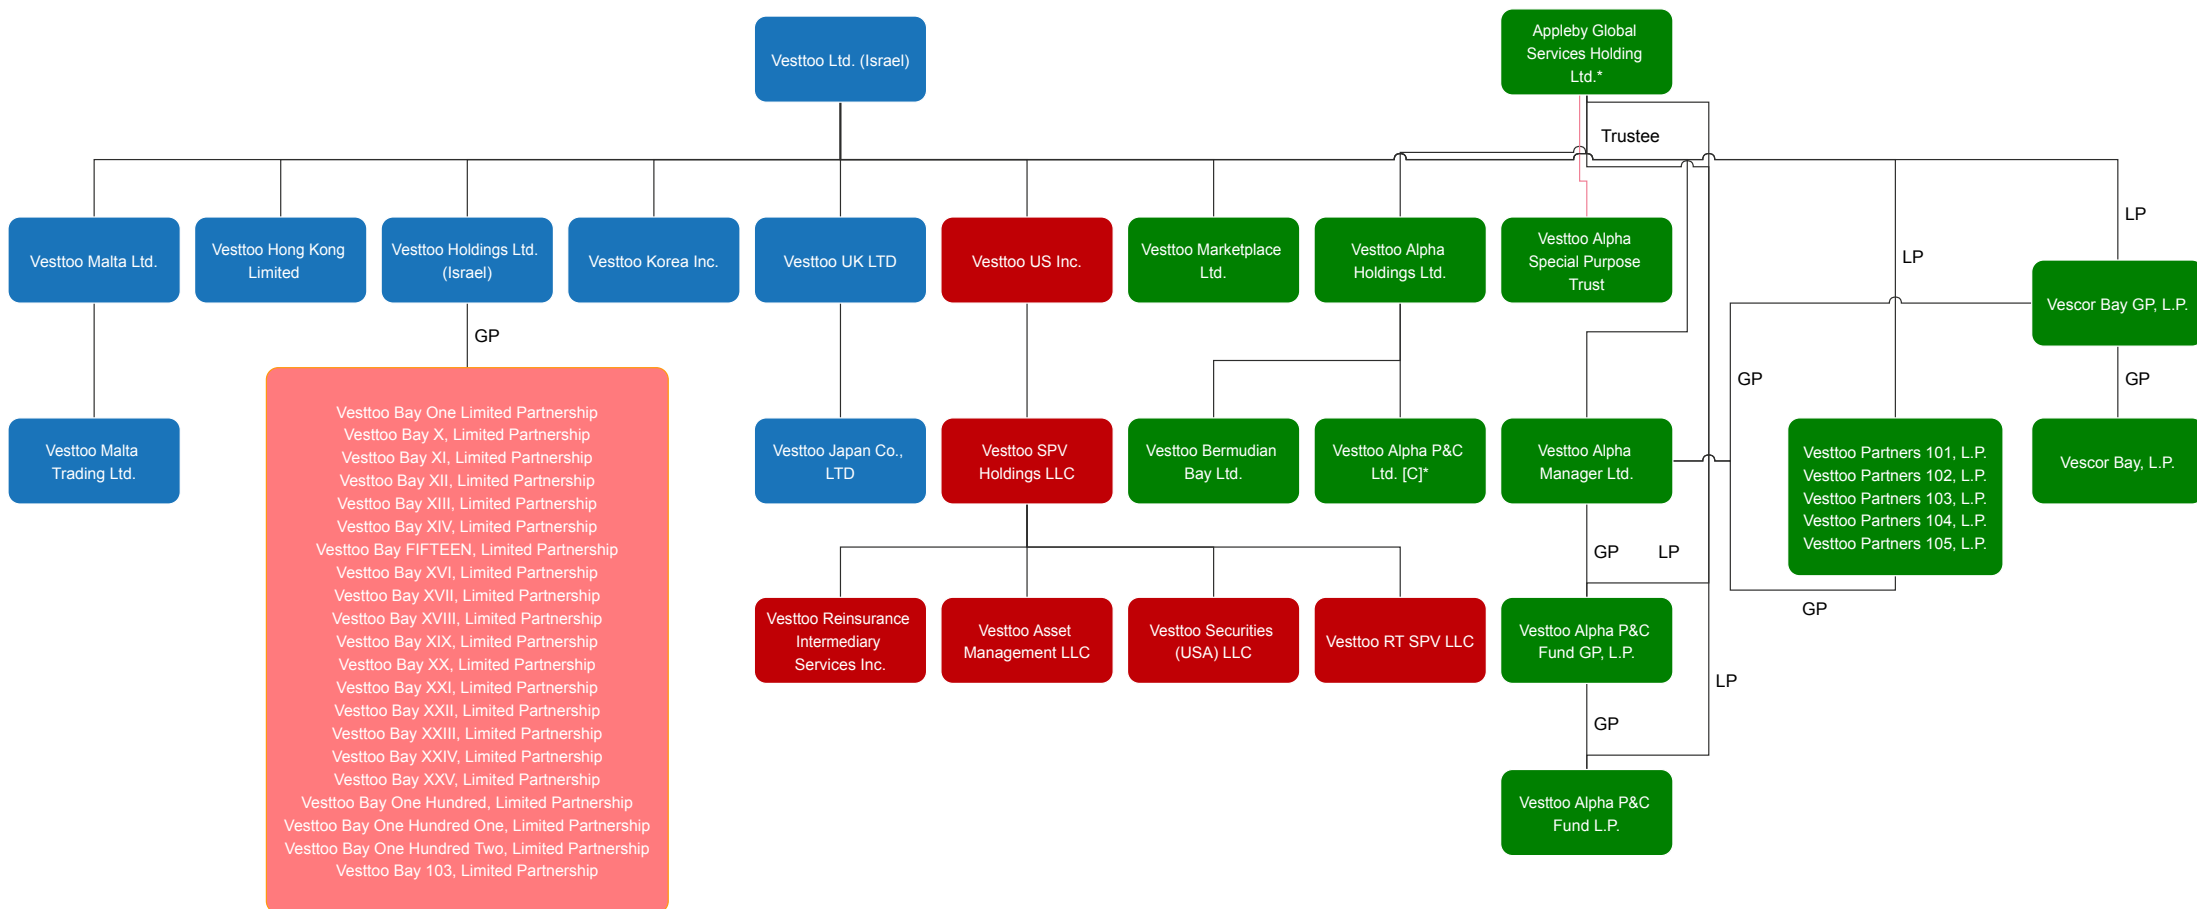 Vesttoo Ltd. (Israel)
Appleby Global
Services Holding
Ltd.*
Trustee
Vesttoo Malta Ltd.
Vesttoo Hong Kong
Limited
Vesttoo Holdings Ltd.
(Israel)
Vesttoo Korea Inc.
Vesttoo UK LTD
Vesttoo US Inc.
Vesttoo Marketplace
Ltd.
Vesttoo Alpha
Holdings Ltd.
Vesttoo Alpha
Special Purpose
Trust
LP
LP
Vescor Bay GP, L.P.
GP
GP
GP
Vesttoo Malta
Trading Ltd.
Vesttoo Bay One Limited Partnership
Vesttoo Bay X, Limited Partnership
Vesttoo Bay XI, Limited Partnership
Vesttoo Bay XII, Limited Partnership
Vesttoo Bay XIII, Limited Partnership
Vesttoo Bay XIV, Limited Partnership
Vesttoo Bay FIFTEEN, Limited Partnership
Vesttoo Bay XVI, Limited Partnership
Vesttoo Bay XVII, Limited Partnership
Vesttoo Bay XVIII, Limited Partnership
Vesttoo Bay XIX, Limited Partnership
Vesttoo Bay XX, Limited Partnership
Vesttoo Bay XXI, Limited Partnership
Vesttoo Bay XXII, Limited Partnership
Vesttoo Bay XXIII, Limited Partnership
Vesttoo Bay XXIV, Limited Partnership
Vesttoo Bay XXV, Limited Partnership
Vesttoo Bay One Hundred, Limited Partnership
Vesttoo Bay One Hundred One, Limited Partnership
Vesttoo Bay One Hundred Two, Limited Partnership
Vesttoo Bay 103, Limited Partnership
Vesttoo Japan Co.,
LTD
Vesttoo SPV
Holdings LLC
Vesttoo Bermudian
Bay Ltd.
Vesttoo Alpha P&C
Ltd. [C]*
Vesttoo Alpha
Manager Ltd.
Vesttoo Partners 101, L.P.
Vesttoo Partners 102, L.P.
Vesttoo Partners 103, L.P.
Vesttoo Partners 104, L.P.
Vesttoo Partners 105, L.P.
Vescor Bay, L.P.
GP
LP
GP
Vesttoo Reinsurance
Intermediary
Services Inc.
Vesttoo Asset
Management LLC
Vesttoo Securities
(USA) LLC
Vesttoo RT SPV LLC
Vesttoo Alpha P&C
Fund GP, L.P.
LP
GP
Vesttoo Alpha P&C
Fund L.P.